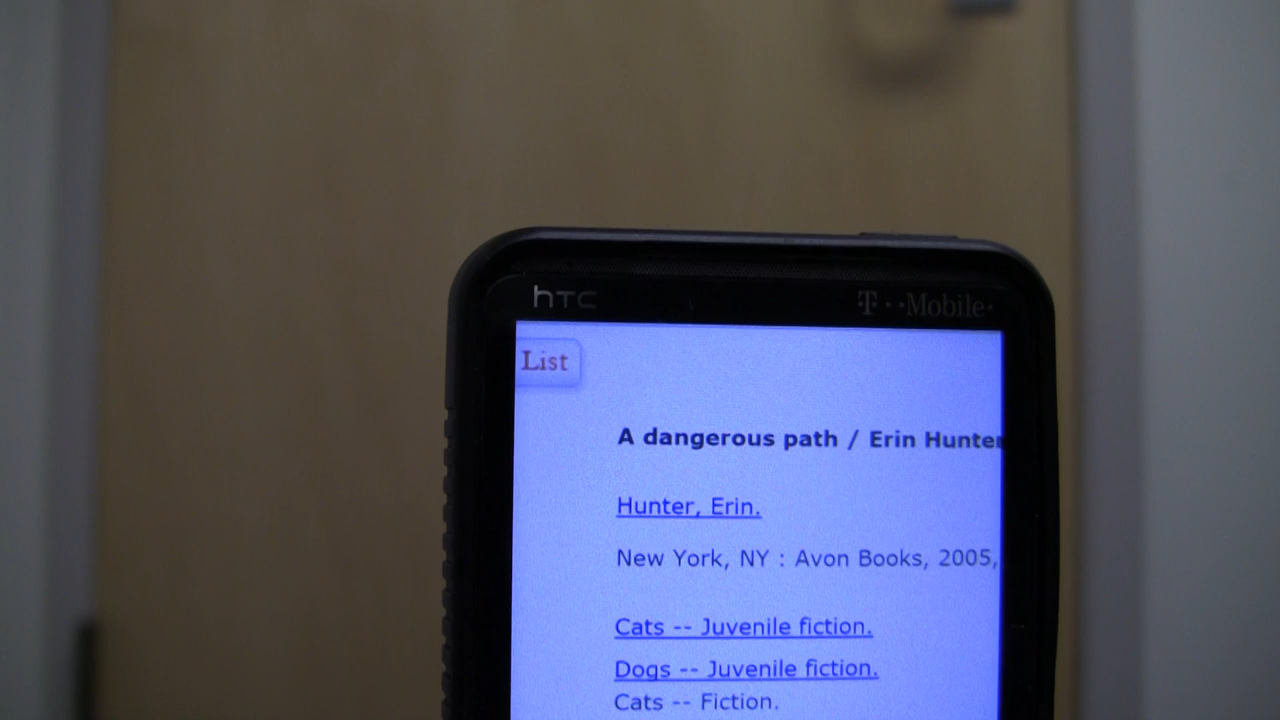 hTC T··Mobile·
List
A dangerous path / Erin Hunter
Hunter, Erin.
New York, NY : Avon Books, 2005,
Cats -- Juvenile fiction.
Dogs -- Juvenile fiction.
Cats -- Fiction.